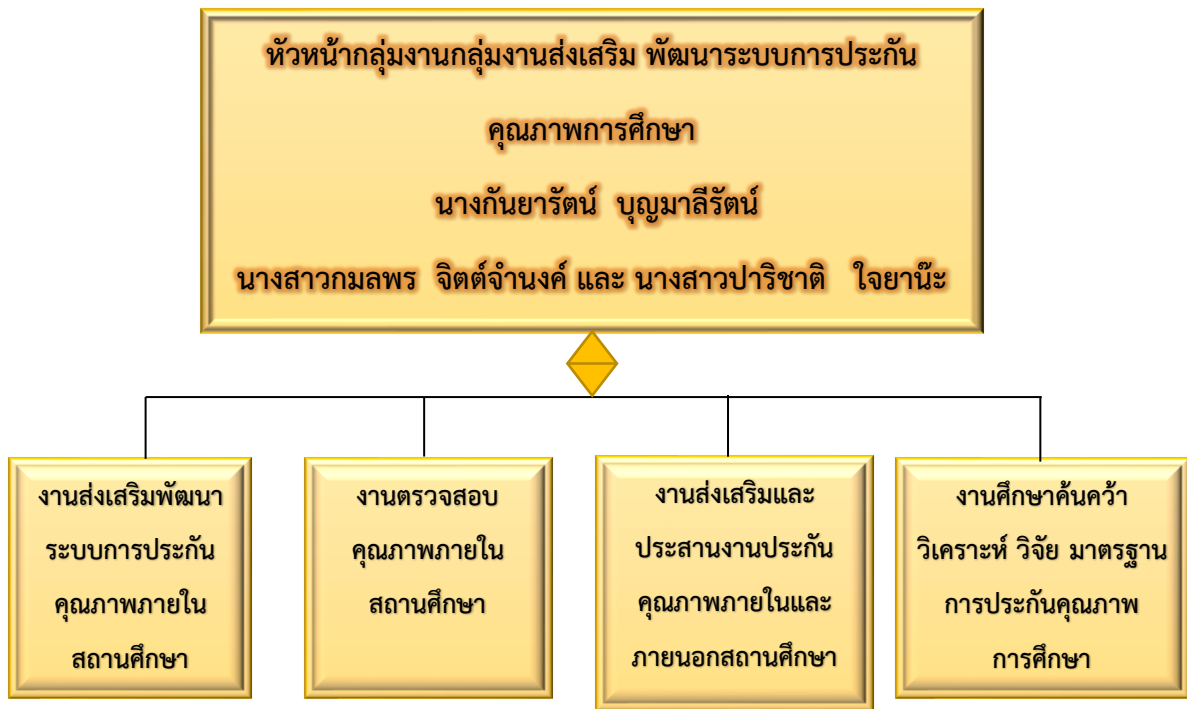 หัวหน้ากลุ่มงานกลุ่มงานส่งเสริม พัฒนาระบบการประกัน
คุณภาพการศึกษา
นางกันยารัตน์ บุญมาลีรัตน์
นางสาวกมลพร จิตต์จำนงค์ และ นางสาวปาริชาติ ใจยาน๊ะ
งานส่งเสริมพัฒนา
ระบบการประกัน
คุณภาพภายใน
สถานศึกษา
งานตรวจสอบ
คุณภาพภายใน
สถานศึกษา
งานส่งเสริมและ
ประสานงานประกัน
คุณภาพภายในและ
ภายนอกสถานศึกษา
งานศึกษาค้นคว้า
วิเคราะห์ วิจัย มาตรฐาน
การประกันคุณภาพ
การศึกษา